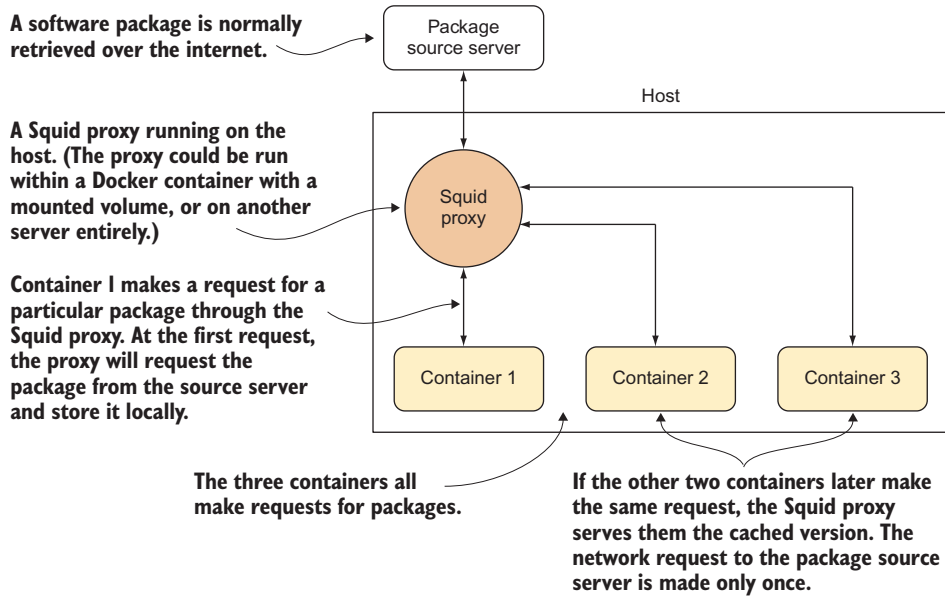 A software package is normally
retrieved over the internet.
Package
source server
Host
A Squid proxy running on the
host. (The proxy could be run
within a Docker container with a
mounted volume, or on another
server entirely.)
Squid
proxy
Container 1 makes a request for a
particular package through the
Squid proxy. At the first request,
the proxy will request the
package from the source server
and store it locally.
Container 1
Container 2
Container 3
The three containers all
make requests for packages.
If the other two containers later make
the same request, the Squid proxy
serves them the cached version. The
network request to the package source
server is made only once.